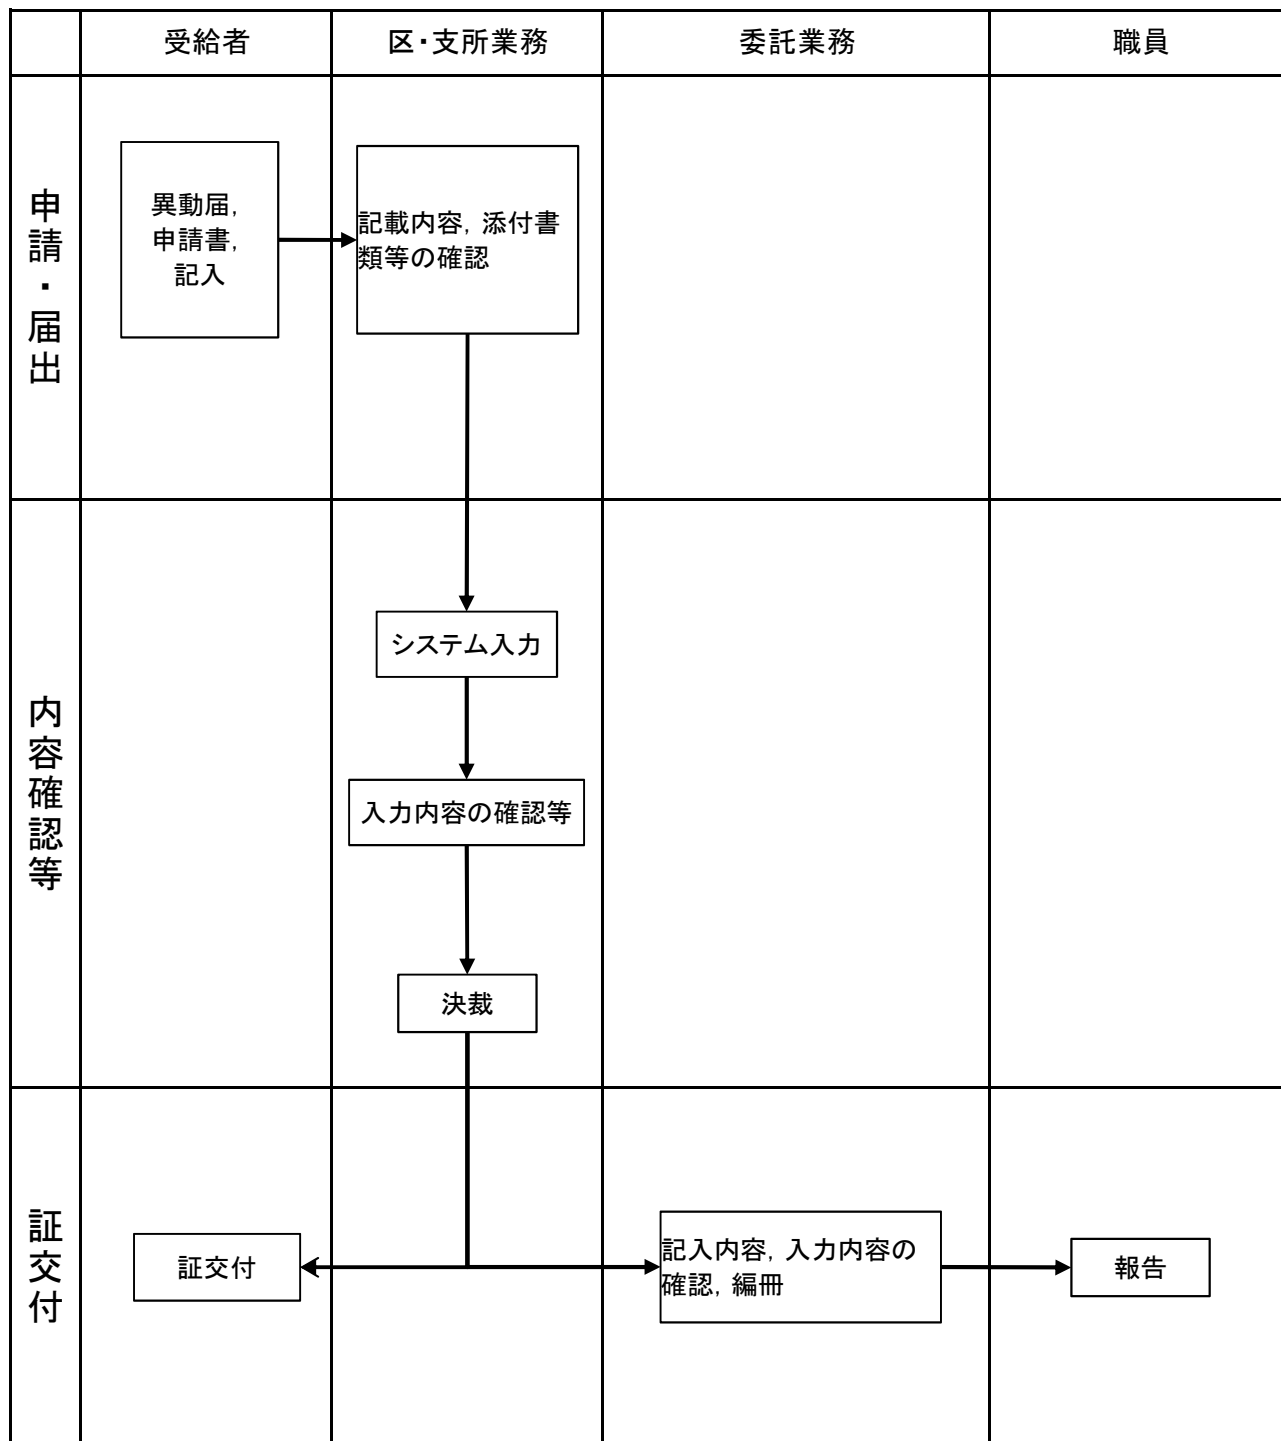 受給者
区・支所業務
委託業務
職員
申請・届出
異動届,
申請書,
記入
記載内容, 添付書
類等の確認
内容確認等
システム入力
入力内容の確認等
決裁
証交付
証交付
記入内容, 入力内容の
確認, 編冊
報告